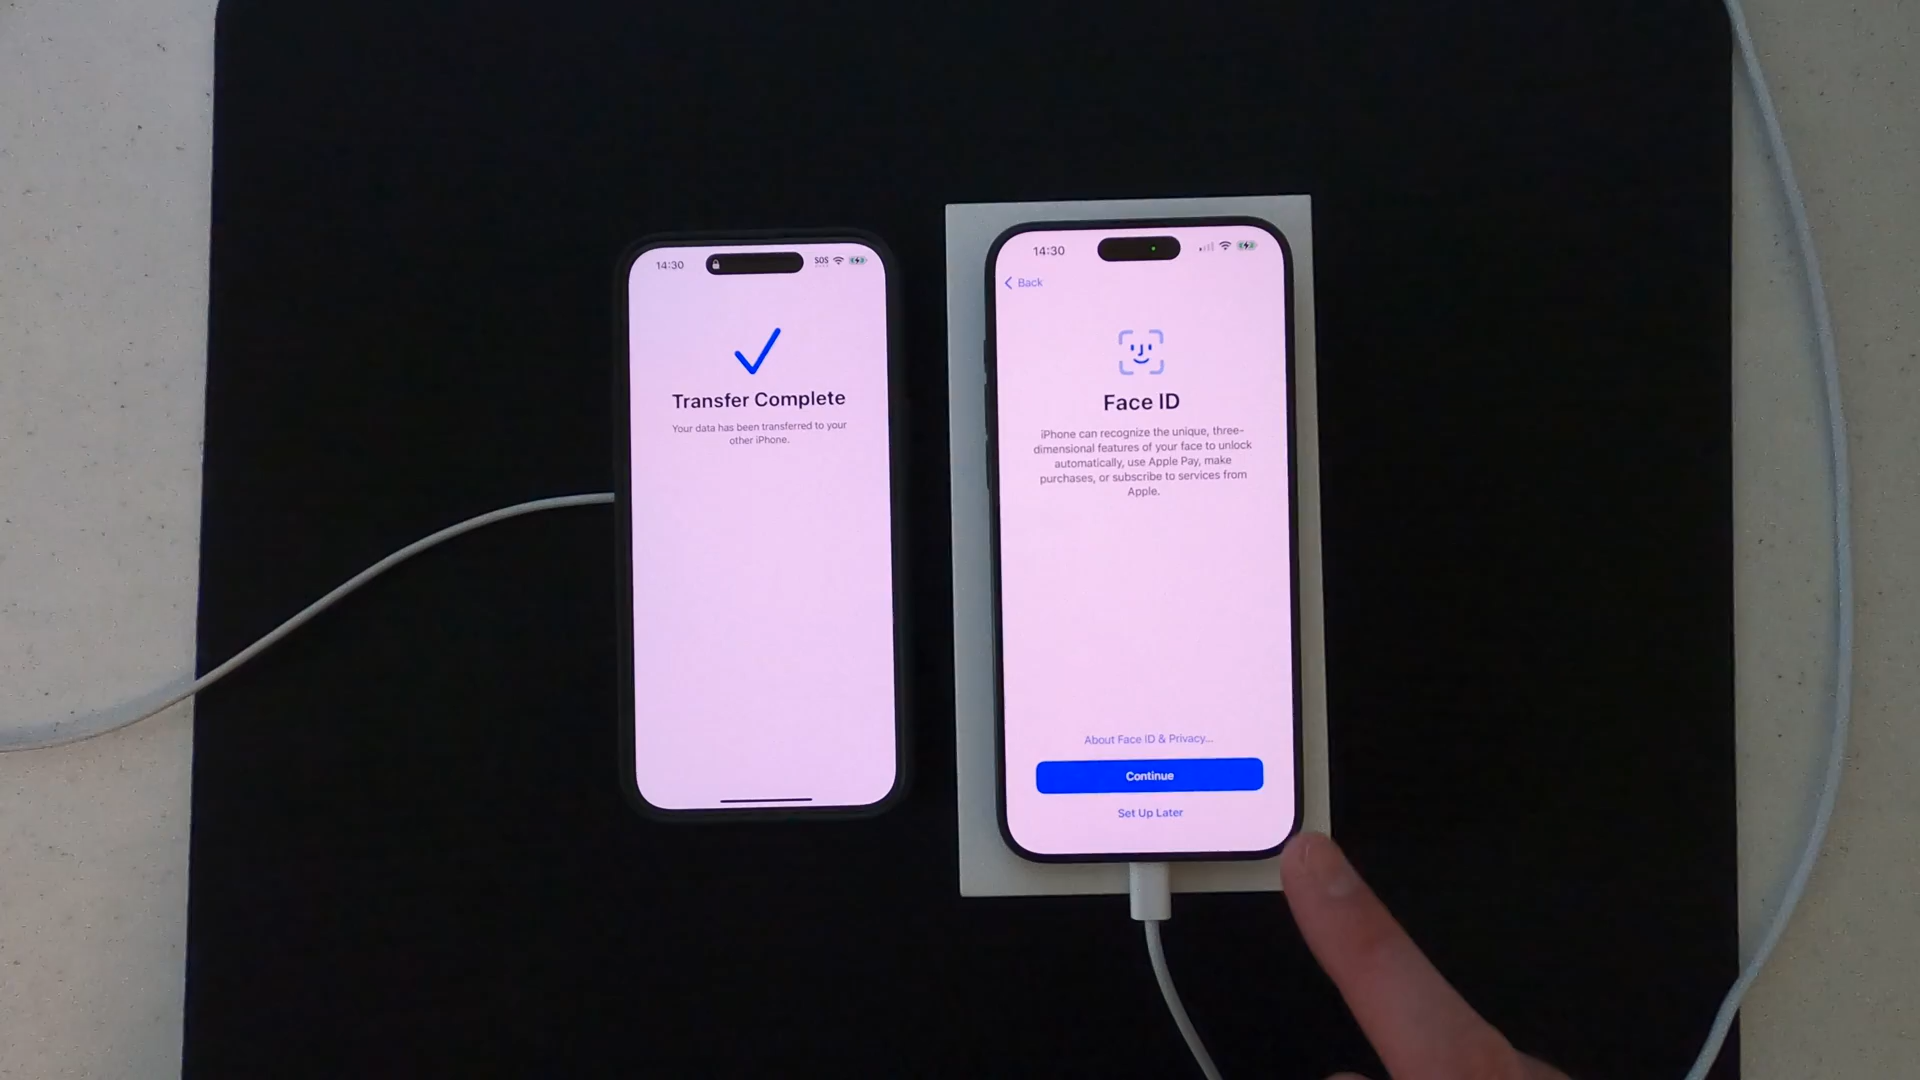 14:30
SOS
Transfer Complete
Your data has been transferred to your
other iPhone.
14:30
Back
Face ID
iPhone can recognize the unique, three-
dimensional features of your face to unlock
automatically, use Apple Pay, make
purchases, or subscribe to services from
Apple.
About Face ID & Privacy...
Continue
Set Up Later